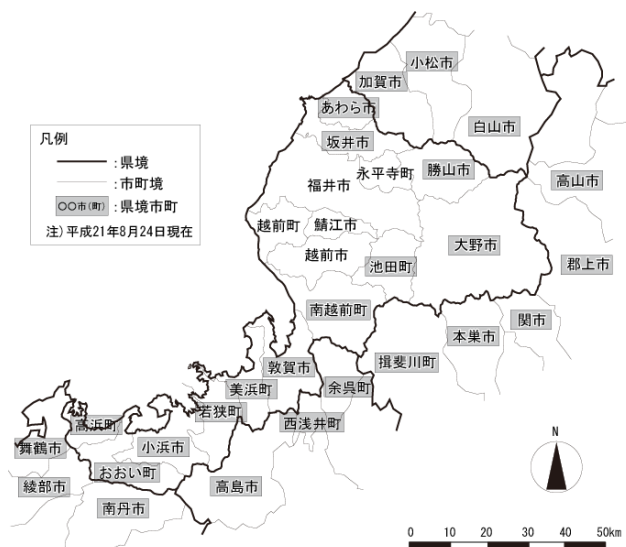 小松市
加賀市
あわら市
白山市
坂井市
永平寺町
勝山市
福井市
高山市
越前町
鯖江市
大野市
越前市
池田町
郡上市
南越前町
関市
本巣市
揖斐川町
敦賀市
美浜町
余呉町
若狭町
西浅井町
高浜町
小浜市
舞鶴市
おおい町
綾部市
高島市
南丹市
凡例
:県境
:市町境
○○市(町) :県境市町
注)平成21年8月24日現在
N
0 10 20 30 40 50km